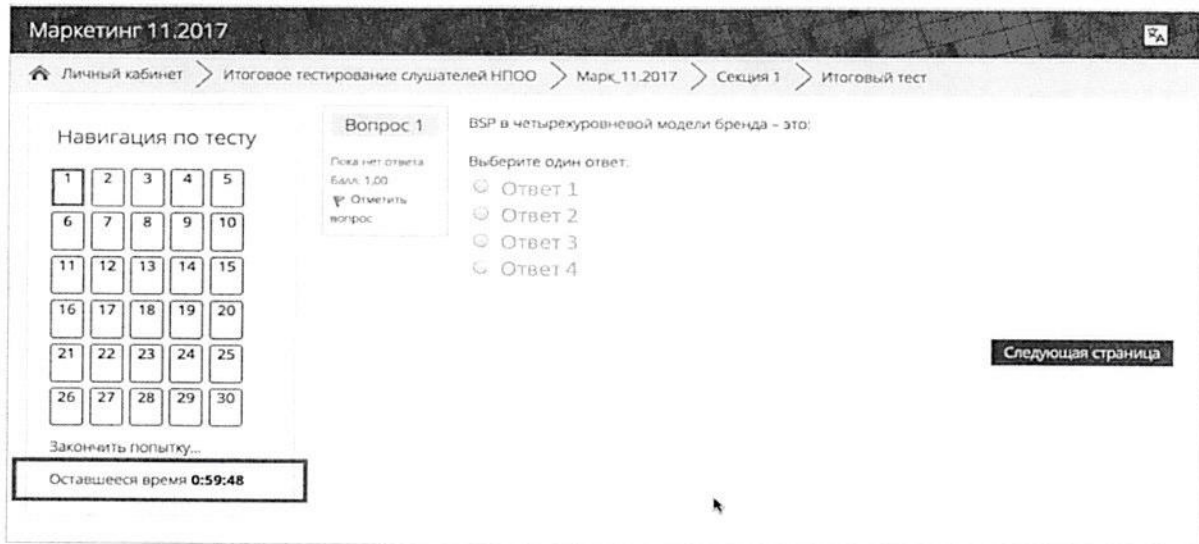 Маркетинг 11.2017
Личный кабинет > Итоговое тестирование слушателей НПОО > Марк_11.2017 > Секция 1 > Итоговый тест
Навигация по тесту
1 2 3 4 5
6 7 8 9 10
11 12 13 14 15
16 17 18 19 20
21 22 23 24 25
26 27 28 29 30
Закончить попытку...
Оставшееся время 0:59:48
Вопрос 1
Пока нет ответа
Балл: 1,00
Отметить
вопрос
BSP в четырехуровневой модели бренда – это:
Выберите один ответ:
Ответ 1
Ответ 2
Ответ 3
Ответ 4
Следующая страница